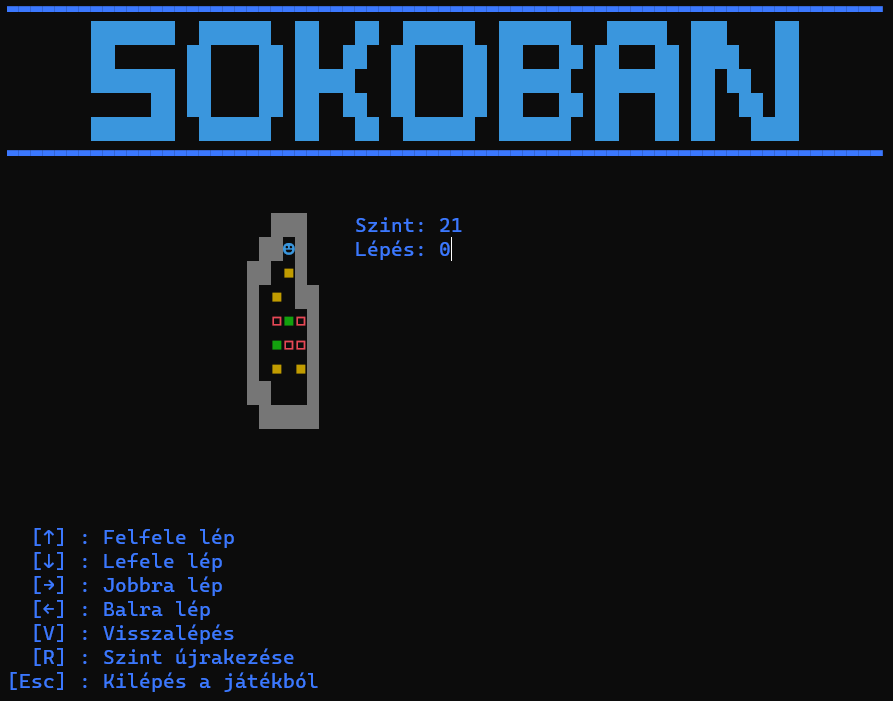 SOKOBAN
Szint: 21
Lépés: 0
[↑] : Felfele lép
[↓] : Lefele lép
[→] : Jobbra lép
[←] : Balra lép
[V] : Visszalépés
[R] : Szint újrakezése
[Esc] : Kilépés a játékból